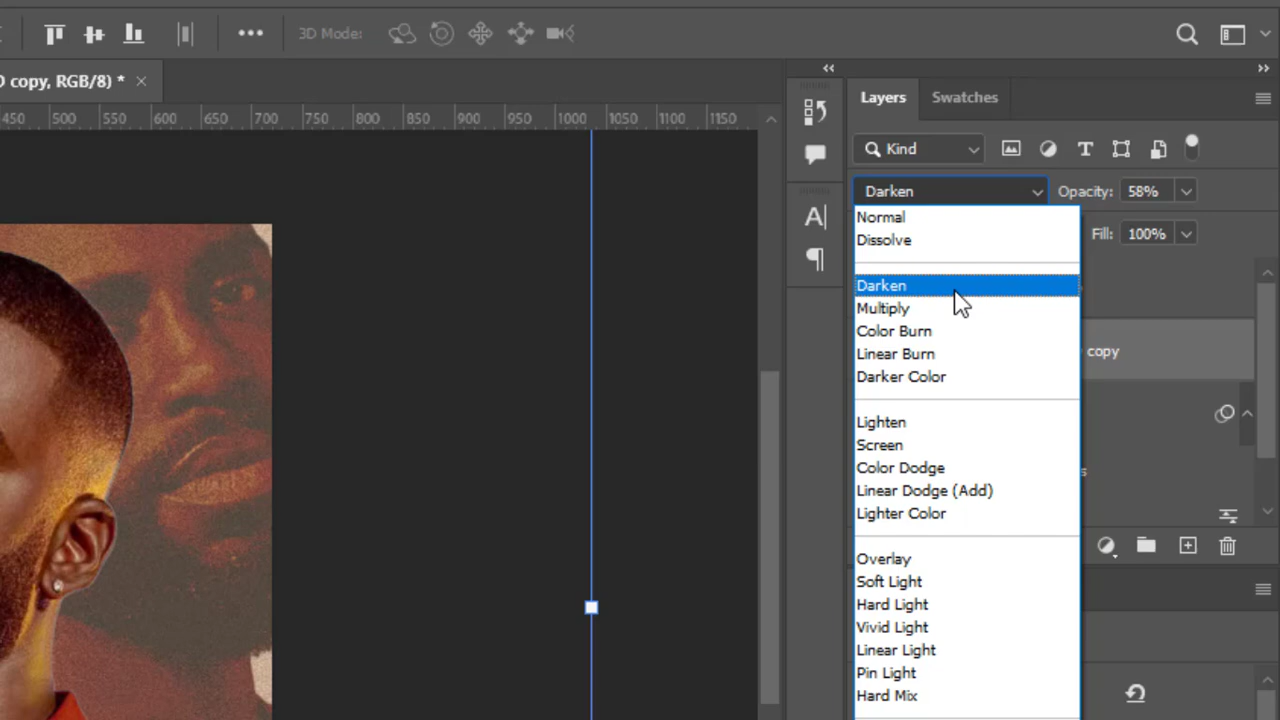 3D Mode:
D copy, RGB/8) *
450 500 550 600 650 700 750 800 850 900 950 1000 1050 1100 1150
Layers
Swatches
Kind
Darken
Opacity: 58%
Fill: 100%
Normal
Dissolve
Darken
Multiply
Color Burn
Linear Burn
Darker Color
Lighten
Screen
Color Dodge
Linear Dodge (Add)
Lighter Color
Overlay
Soft Light
Hard Light
Vivid Light
Linear Light
Pin Light
Hard Mix
copy